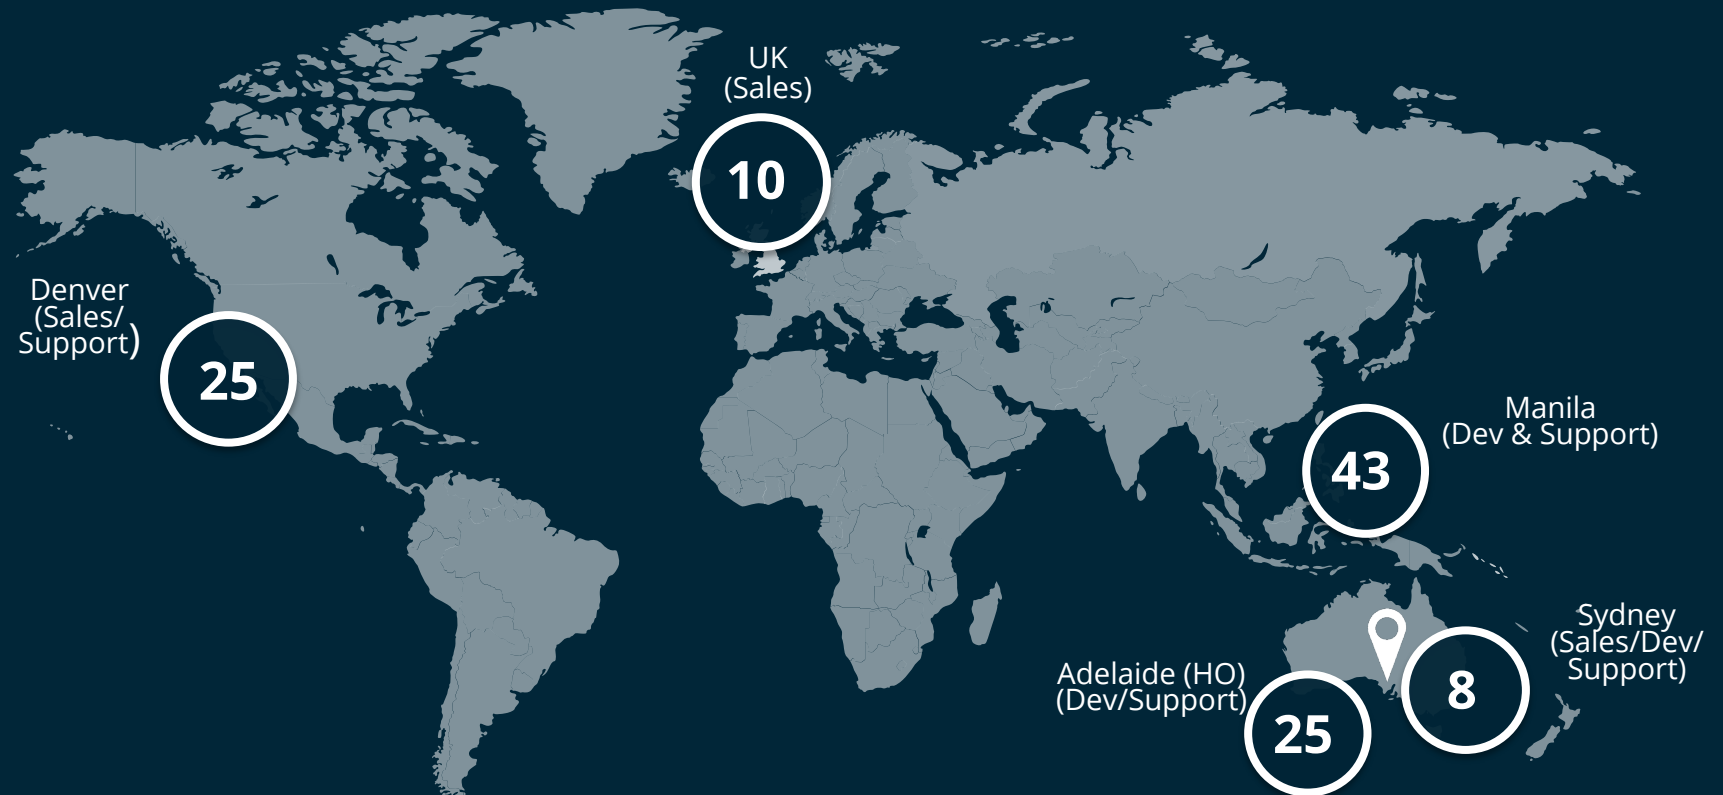 UK
(Sales)
10
Denver
(Sales/
Support)
25
Manila
(Dev & Support)
43
Sydney
(Sales/Dev/
Support)
8
Adelaide (HO)
(Dev/Support)
25